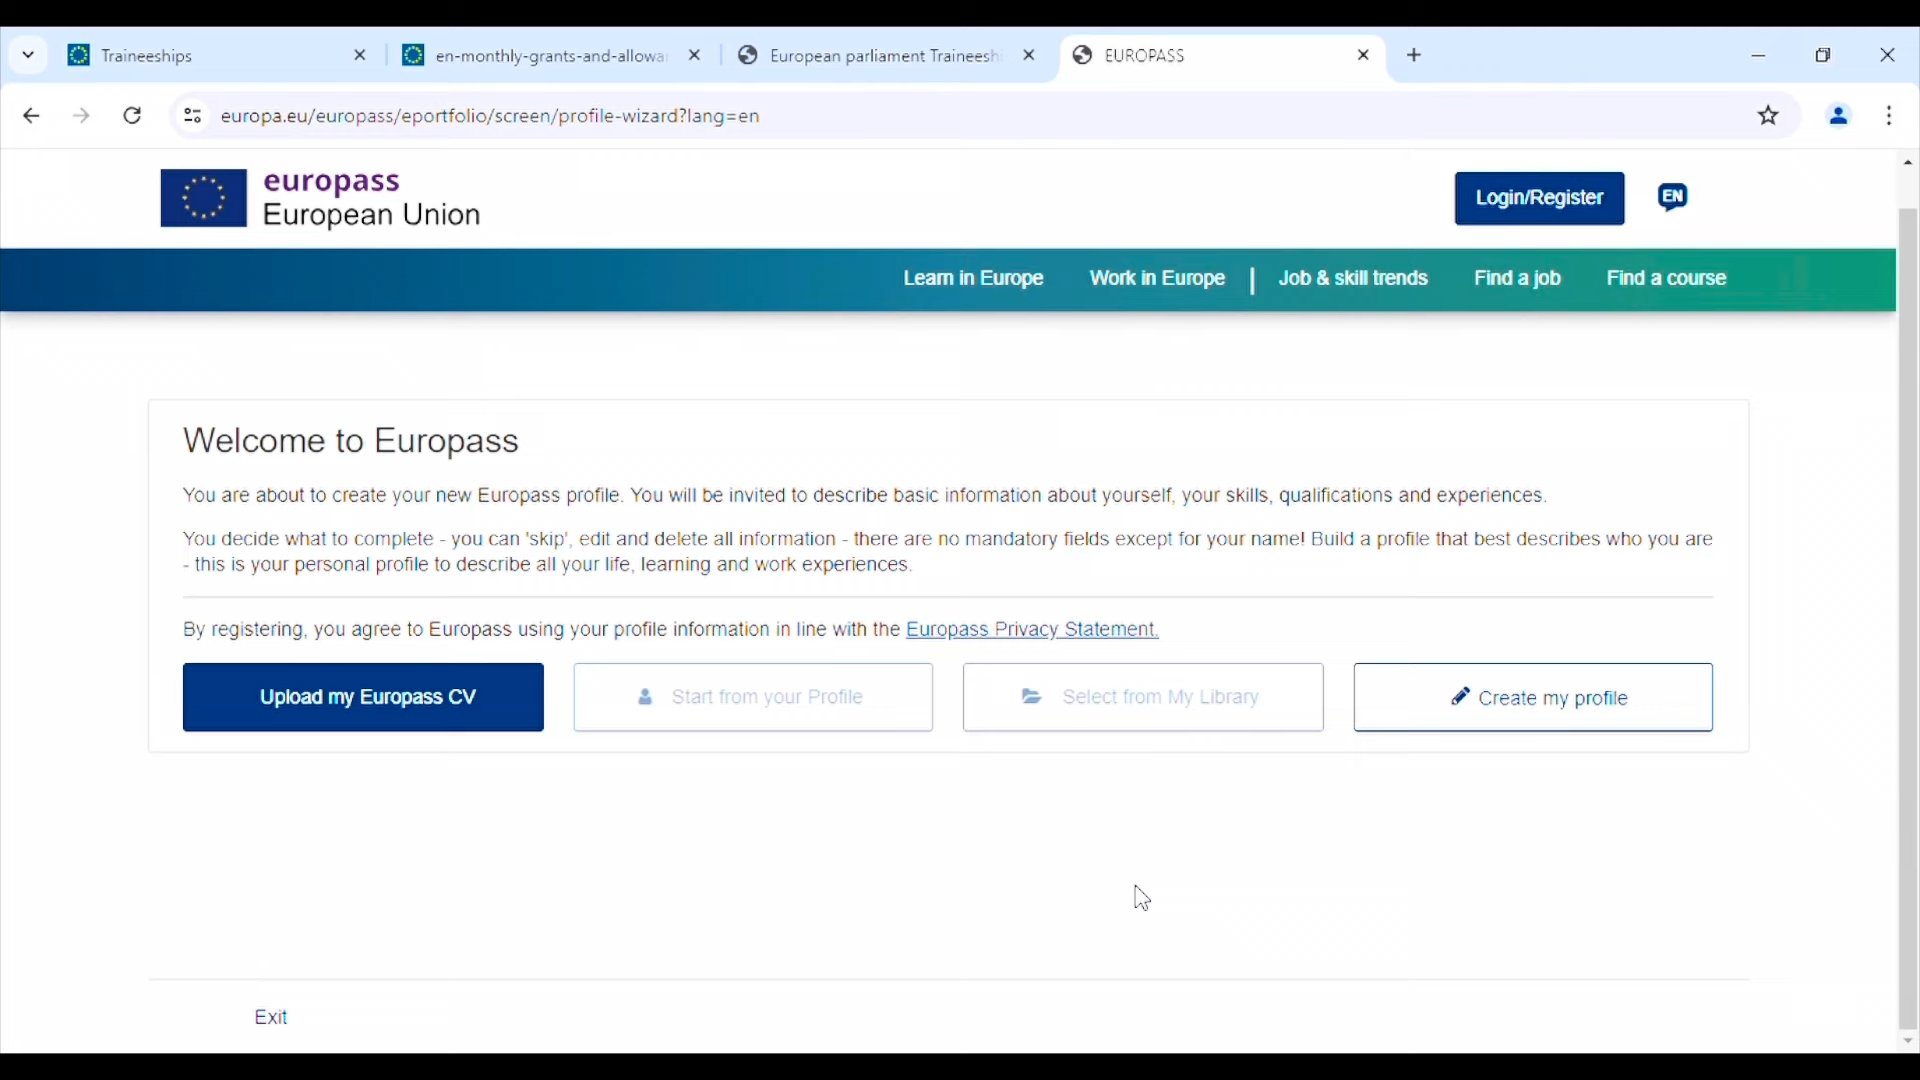 Traineeships
en-monthly-grants-and-allowa
European parliament Traineesh
EUROPASS
europa.eu/europass/eportfolio/screen/profile-wizard?lang=en
europass
European Union
Login/Register
EN
Learn in Europe
Work in Europe
Job & skill trends
Find a job
Find a course
Welcome to Europass
You are about to create your new Europass profile. You will be invited to describe basic information about yourself, your skills, qualifications and experiences.
You decide what to complete - you can 'skip', edit and delete all information - there are no mandatory fields except for your name! Build a profile that best describes who you are
- this is your personal profile to describe all your life, learning and work experiences.
By registering, you agree to Europass using your profile information in line with the Europass Privacy Statement.
Upload my Europass CV
Start from your Profile
Select from My Library
Create my profile
Exit